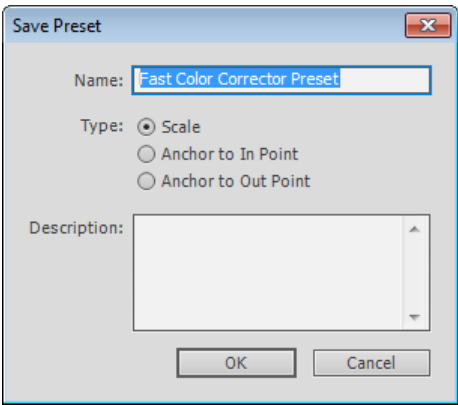 Save Preset
Name: Fast Color Corrector Preset
Type: Scale
Anchor to In Point
Anchor to Out Point
Description:
OK Cancel